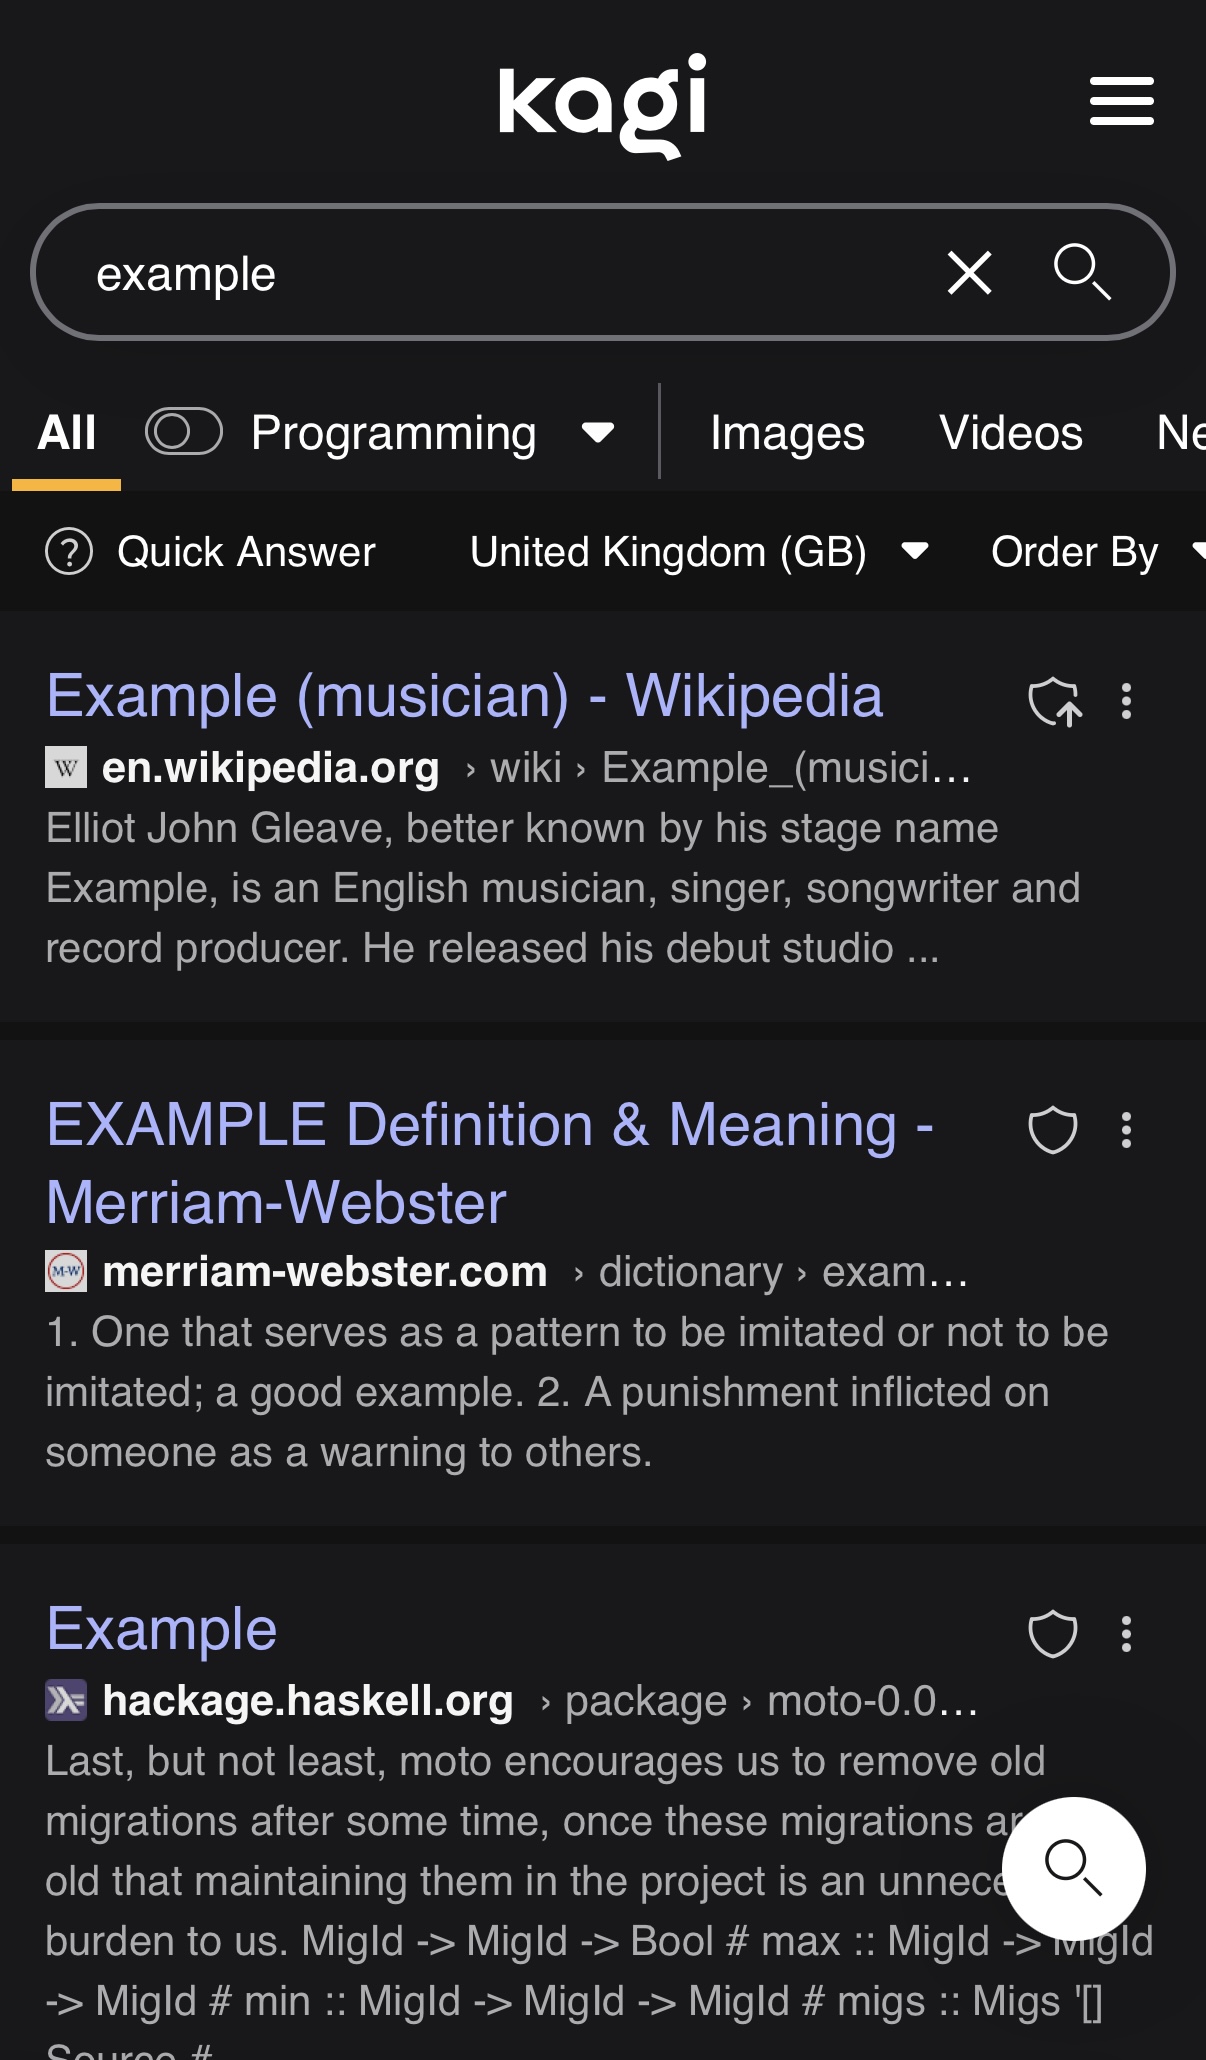 kagi
example
All Programming Images Videos Ne
Quick Answer United Kingdom (GB) Order By
Example (musician) - Wikipedia
W en.wikipedia.org › wiki › Example_(musici…
Elliot John Gleave, better known by his stage name
Example, is an English musician, singer, songwriter and
record producer. He released his debut studio ...
EXAMPLE Definition & Meaning -
Merriam-Webster
M-W merriam-webster.com › dictionary › exam…
1. One that serves as a pattern to be imitated or not to be
imitated; a good example. 2. A punishment inflicted on
someone as a warning to others.
Example
hackage.haskell.org › package › moto-0.0…
Last, but not least, moto encourages us to remove old
migrations after some time, once these migrations ar
old that maintaining them in the project is an unnece
burden to us. MigId -> MigId -> Bool # max :: MigId -> MigId
-> MigId # min :: MigId -> MigId -> MigId # migs :: Migs '[]
Source #